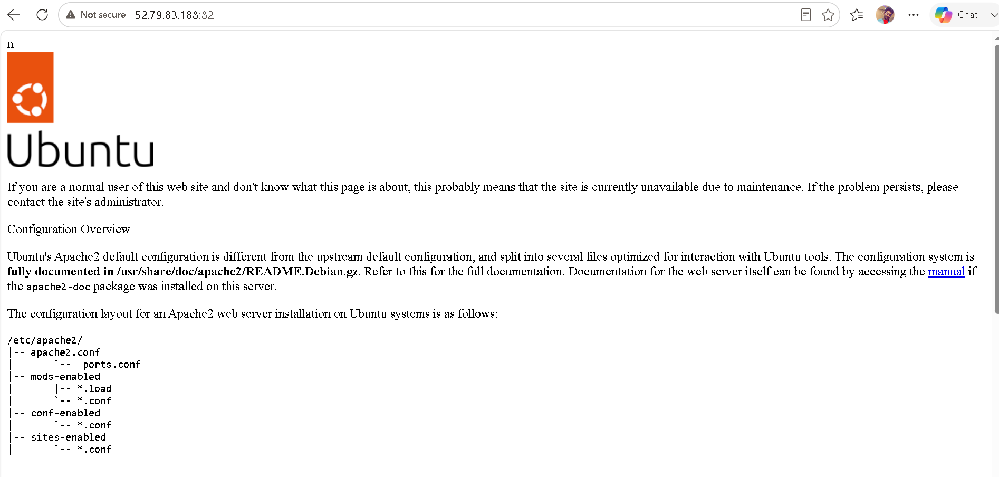 Not secure 52.79.83.188:82 Chat
n
Ubuntu
If you are a normal user of this web site and don't know what this page is about, this probably means that the site is currently unavailable due to maintenance. If the problem persists, please
contact the site's administrator.
Configuration Overview
Ubuntu's Apache2 default configuration is different from the upstream default configuration, and split into several files optimized for interaction with Ubuntu tools. The configuration system is
fully documented in /usr/share/doc/apache2/README.Debian.gz. Refer to this for the full documentation. Documentation for the web server itself can be found by accessing the manual if
the apache2-doc package was installed on this server.
The configuration layout for an Apache2 web server installation on Ubuntu systems is as follows:
/etc/apache2/
|-- apache2.conf
|       `--  ports.conf
|-- mods-enabled
|       |-- *.load
|       `-- *.conf
|-- conf-enabled
|       `-- *.conf
|-- sites-enabled
|       `-- *.conf